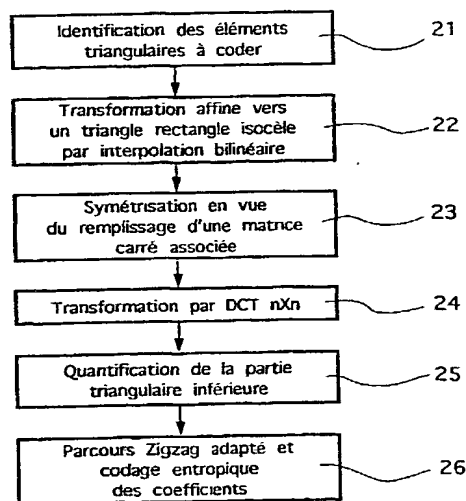 Identification des éléments
triangulaires à coder
21
Transformation affine vers
un triangle rectangle isocèle
par interpolation bilinéaire
22
Symétrisation en vue
du remplissage d'une matrice
carré associée
23
Transformation par DCT nXn
24
Quantification de la partie
triangulaire inférieure
25
Parcours Zigzag adapté et
codage entropique
des coefficients
26